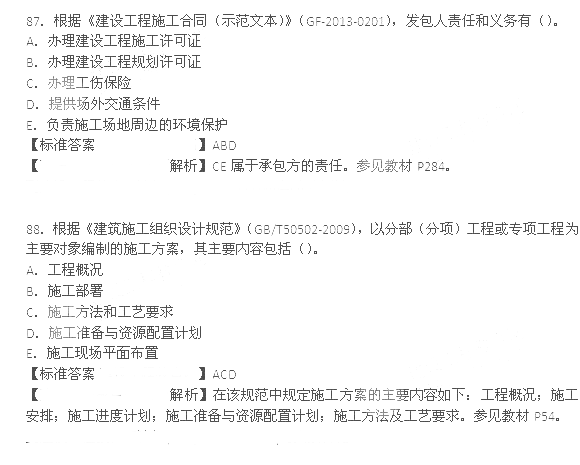 87. 根据《建设工程施工合同（示范文本）》（GF-2013-0201），发包人责任和义务有（）。
A. 办理建设工程施工许可证
B. 办理建设工程规划许可证
C. 办理工伤保险
D. 提供场外交通条件
E. 负责施工场地周边的环境保护
【标准答案 】ABD
【 解析】CE 属于承包方的责任。参见教材 P284。
88. 根据《建筑施工组织设计规范》（GB/T50502-2009），以分部（分项）工程或专项工程为
主要对象编制的施工方案，其主要内容包括（）。
A. 工程概况
B. 施工部署
C. 施工方法和工艺要求
D. 施工准备与资源配置计划
E. 施工现场平面布置
【标准答案 】ACD
【 解析】在该规范中规定施工方案的主要内容如下：工程概况；施工
安排；施工进度计划；施工准备与资源配置计划；施工方法及工艺要求。参见教材 P54。